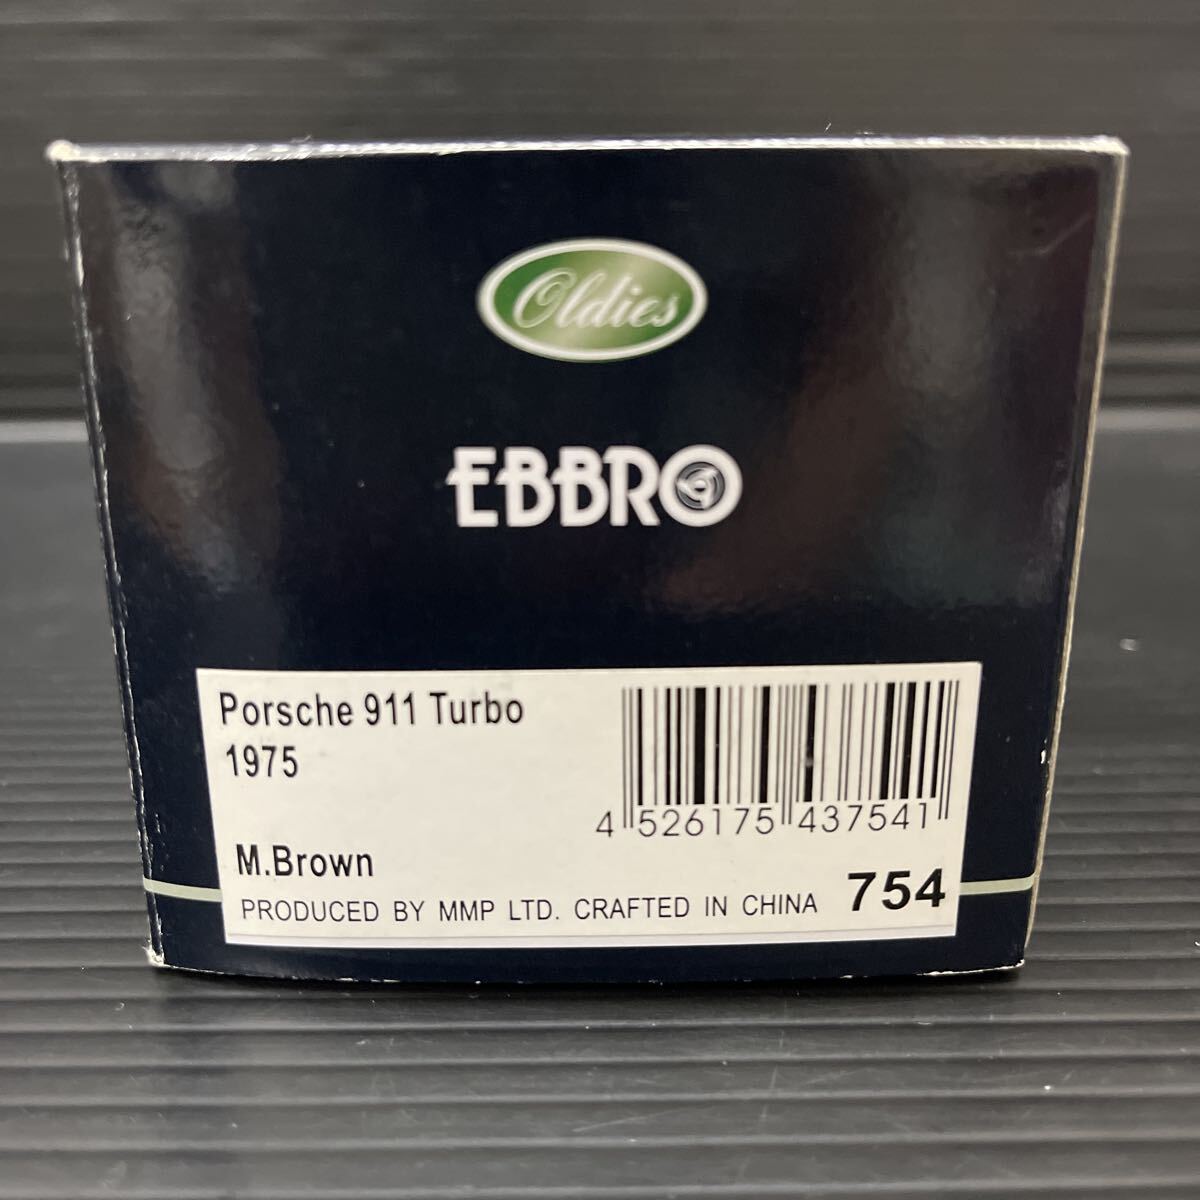 Oldies
EBBRO
Porsche 911 Turbo
1975
4 526175 437541
M.Brown
PRODUCED BY MMP LTD. CRAFTED IN CHINA 754